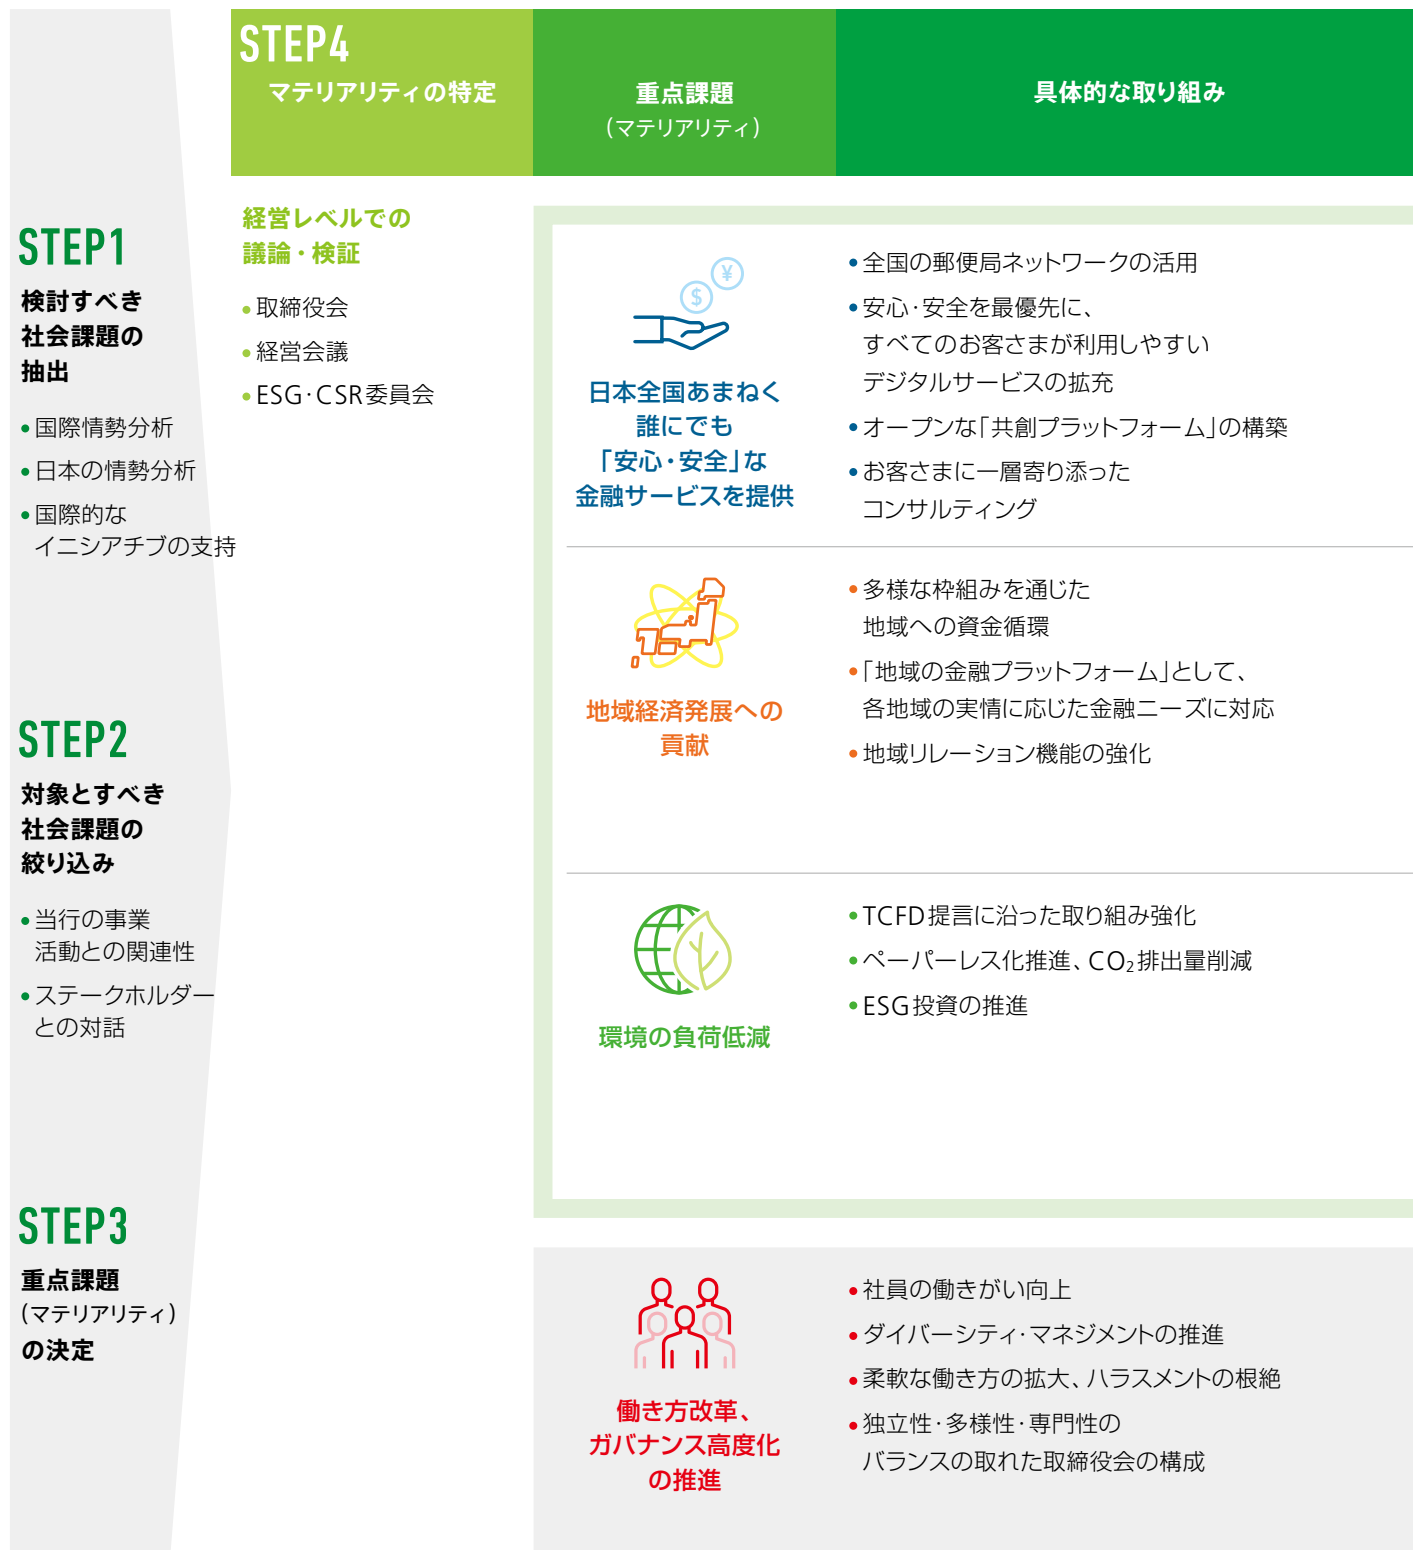 STEP1
検討すべき
社会課題の
抽出
•国際情勢分析
•日本の情勢分析
•国際的な
イニシアチブの支持
STEP2
対象とすべき
社会課題の
絞り込み
•当行の事業
活動との関連性
•ステークホルダー
との対話
STEP3
重点課題
(マテリアリティ)
の決定
STEP4
マテリアリティの特定
経営レベルでの
議論・検証
•取締役会
•経営会議
•ESG・CSR委員会
重点課題
(マテリアリティ)
具体的な取り組み
¥
$
日本全国あまねく
誰にでも
「安心・安全」な
金融サービスを提供
•全国の郵便局ネットワークの活用
•安心・安全を最優先に、
すべてのお客さまが利用しやすい
デジタルサービスの拡充
•オープンな「共創プラットフォーム」の構築
•お客さまに一層寄り添った
コンサルティング
地域経済発展への
貢献
•多様な枠組みを通じた
地域への資金循環
•「地域の金融プラットフォーム」として、
各地域の実情に応じた金融ニーズに対応
•地域リレーション機能の強化
環境の負荷低減
•TCFD提言に沿った取り組み強化
•ペーパーレス化推進、CO₂排出量削減
•ESG投資の推進
働き方改革、
ガバナンス高度化
の推進
•社員の働きがい向上
•ダイバーシティ・マネジメントの推進
•柔軟な働き方の拡大、ハラスメントの根絶
•独立性・多様性・専門性の
バランスの取れた取締役会の構成